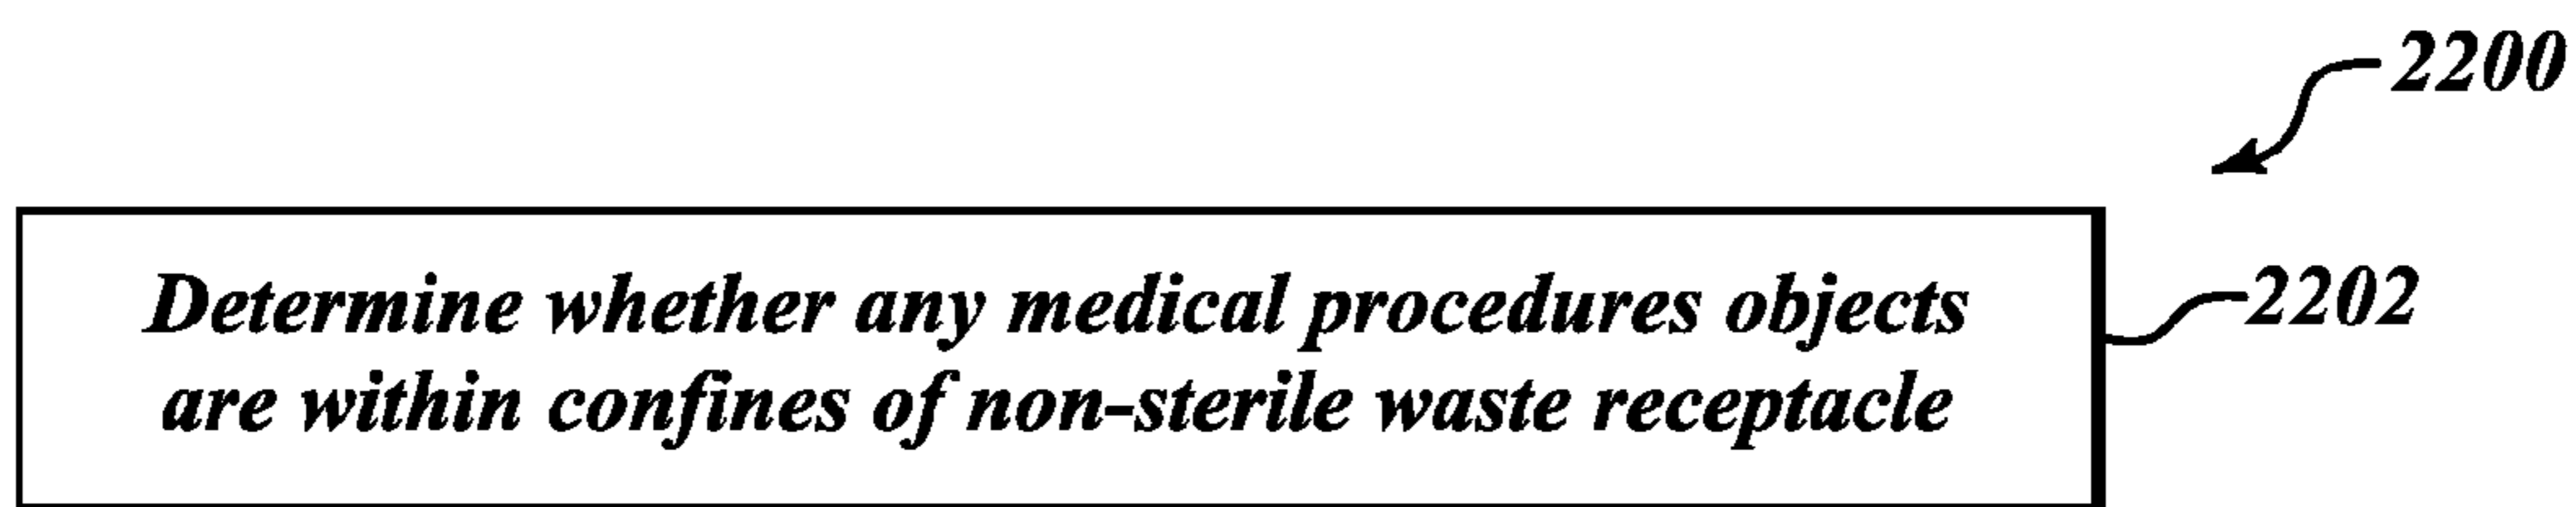 2200
Determine whether any medical procedures objects
2202
are within confines of non-sterile waste receptacle